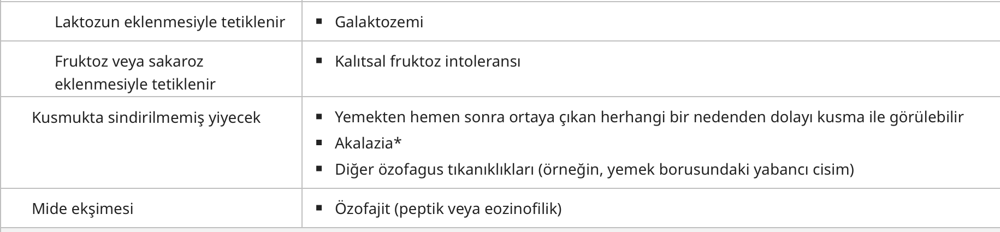 Laktozun eklenmesiyle tetiklenir
▪ Galaktozemi
Fruktoz veya sakaroz
eklenmesiyle tetiklenir
▪ Kalıtsal fruktoz intoleransı
Kusmukta sindirilmemiş yiyecek
▪ Yemekten hemen sonra ortaya çıkan herhangi bir nedenden dolayı kusma ile görülebilir
▪ Akalazia*
▪ Diğer özofagus tıkanıklıkları (örneğin, yemek borusundaki yabancı cisim)
Mide ekşimesi
▪ Özofajit (peptik veya eozinofilik)